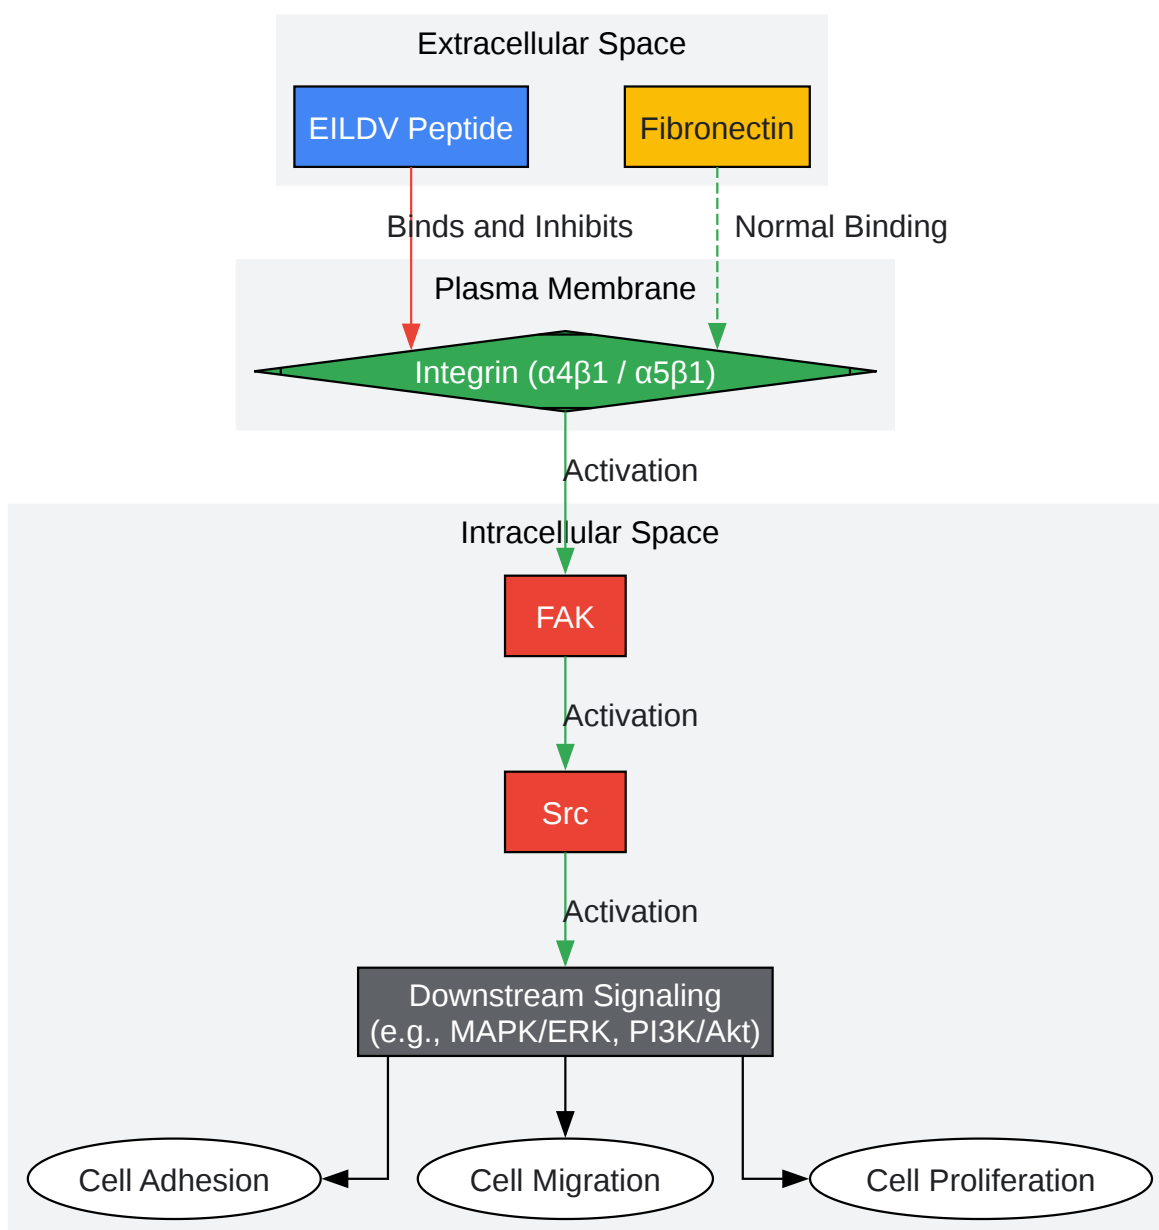 Extracellular Space
EILDV Peptide
Fibronectin
Binds and Inhibits
Normal Binding
Plasma Membrane
Integrin (α4β1 / α5β1)
Activation
Intracellular Space
FAK
Activation
Src
Activation
Downstream Signaling
(e.g., MAPK/ERK, PI3K/Akt)
Cell Adhesion
Cell Migration
Cell Proliferation